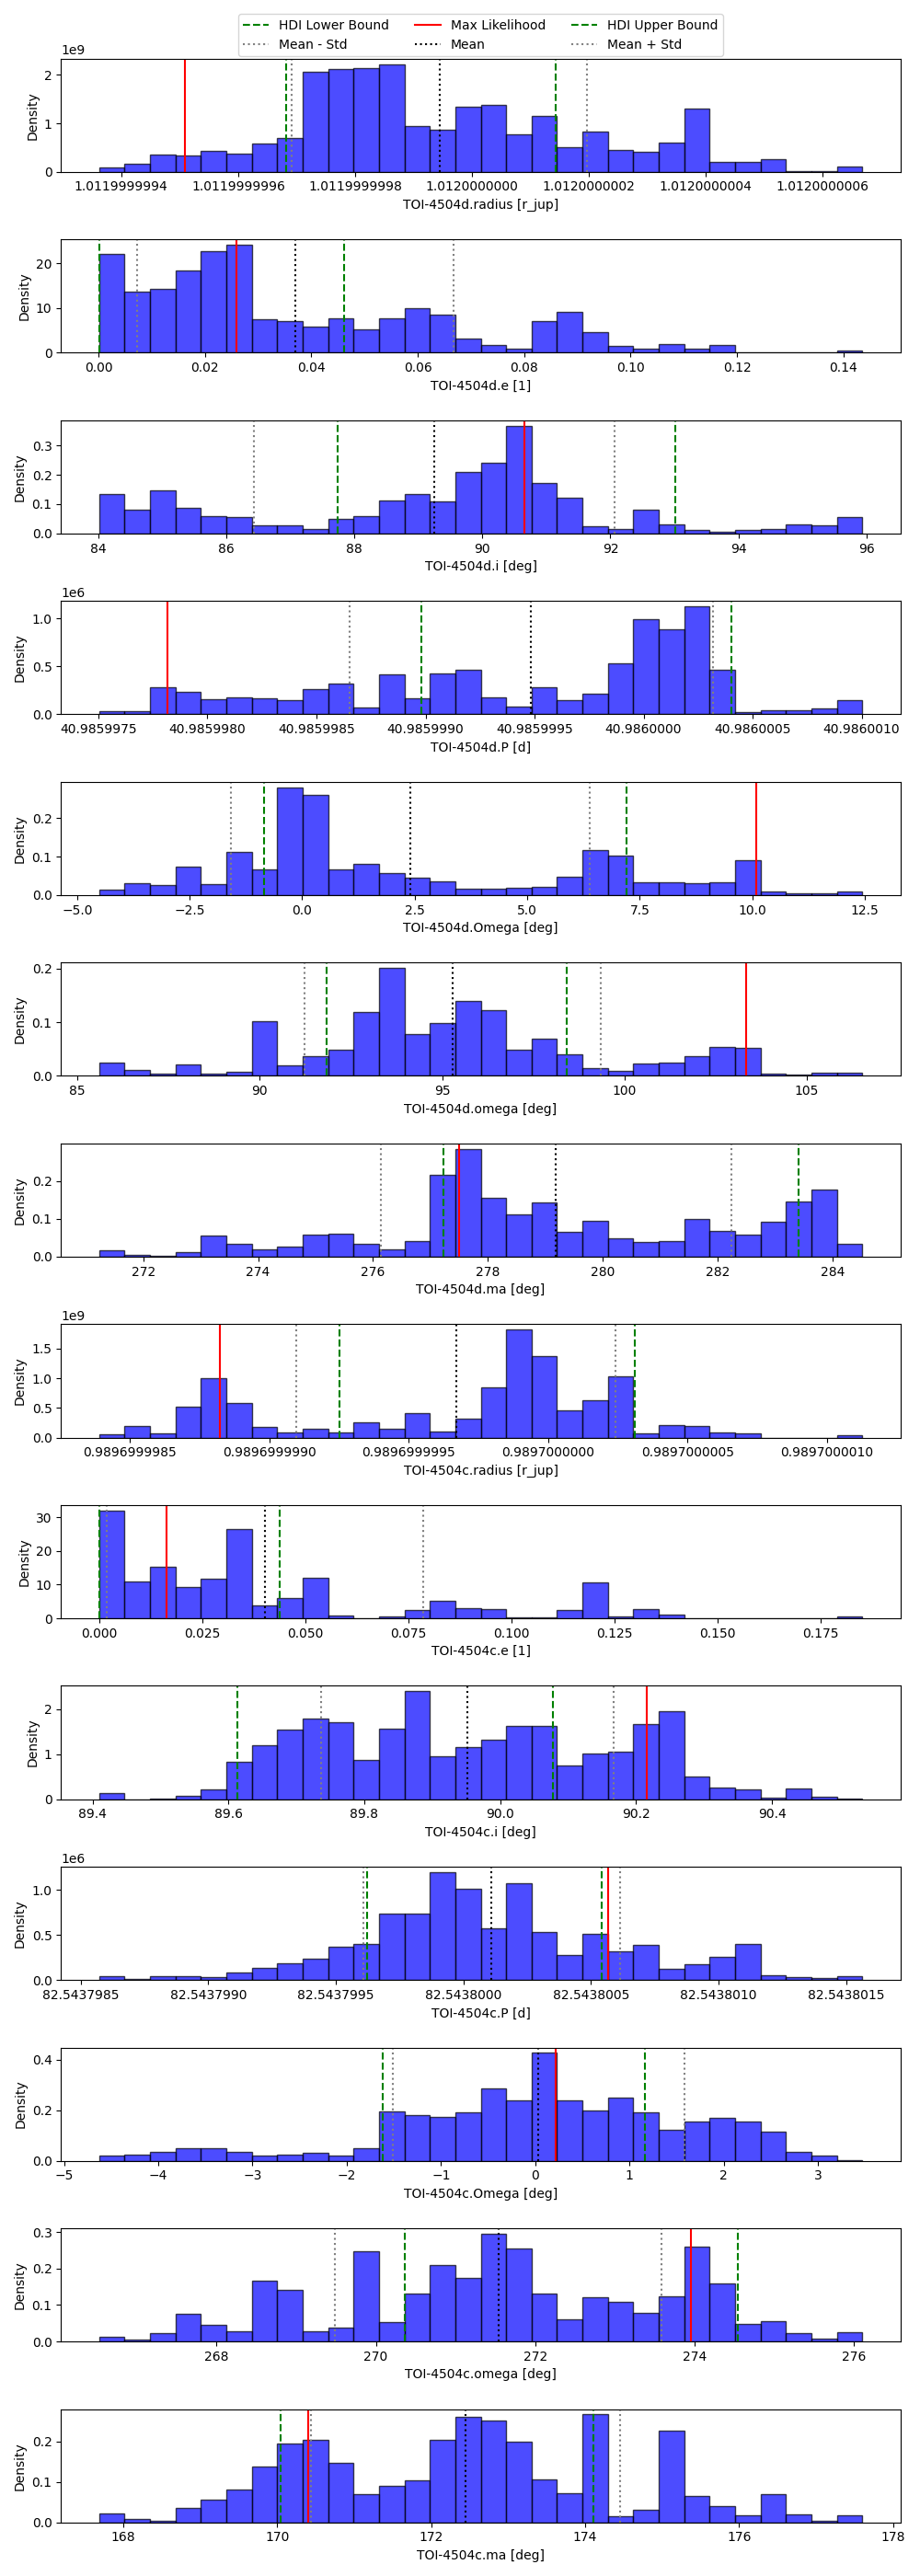 HDI Lower Bound Max Likelihood HDI Upper Bound
Mean - Std Mean Mean + Std
1e9
2
1
0
Density
1.01199999994 1.01199999996 1.01199999998 1.01200000000 1.01200000002 1.01200000004 1.01200000006
TOI-4504d.radius [r_jup]
20
10
0
Density
0.00 0.02 0.04 0.06 0.08 0.10 0.12 0.14
TOI-4504d.e [1]
0.3
0.2
0.1
0.0
Density
84 86 88 90 92 94 96
TOI-4504d.i [deg]
1e6
1.0
0.5
0.0
Density
40.9859975 40.9859980 40.9859985 40.9859990 40.9859995 40.9860000 40.9860005 40.9860010
TOI-4504d.P [d]
0.2
0.1
0.0
Density
−5.0 −2.5 0.0 2.5 5.0 7.5 10.0 12.5
TOI-4504d.Omega [deg]
0.2
0.1
0.0
Density
85 90 95 100 105
TOI-4504d.omega [deg]
0.2
0.1
0.0
Density
272 274 276 278 280 282 284
TOI-4504d.ma [deg]
1e9
1.5
1.0
0.5
0.0
Density
0.98969999985 0.98969999990 0.98969999995 0.98970000000 0.98970000005 0.98970000010
TOI-4504c.radius [r_jup]
30
20
10
0
Density
0.000 0.025 0.050 0.075 0.100 0.125 0.150 0.175
TOI-4504c.e [1]
2
1
0
Density
89.4 89.6 89.8 90.0 90.2 90.4
TOI-4504c.i [deg]
1e6
1.0
0.5
0.0
Density
82.5437985 82.5437990 82.5437995 82.5438000 82.5438005 82.5438010 82.5438015
TOI-4504c.P [d]
0.4
0.2
0.0
Density
−5 −4 −3 −2 −1 0 1 2 3
TOI-4504c.Omega [deg]
0.3
0.2
0.1
0.0
Density
268 270 272 274 276
TOI-4504c.omega [deg]
0.2
0.1
0.0
Density
168 170 172 174 176 178
TOI-4504c.ma [deg]